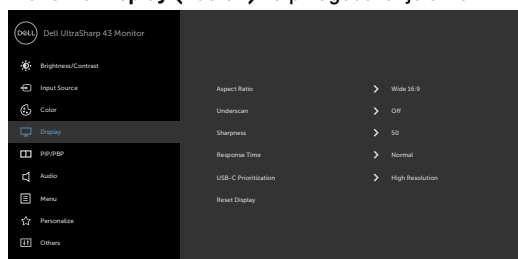 DELL Dell UltraSharp 43 Monitor
Brightness/Contrast
Input Source
Color
Display
PIP/PBP
Audio
Menu
Personalize
Others
Aspect Ratio Wide 16:9
Underscan Off
Sharpness 50
Response Time Normal
USB-C Prioritization High Resolution
Reset Display